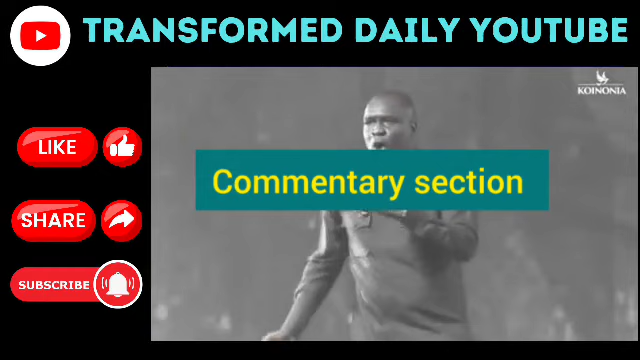 TRANSFORMED DAILY YOUTUBE
KOINONIA
LIKE
Commentary section
SHARE
SUBSCRIBE